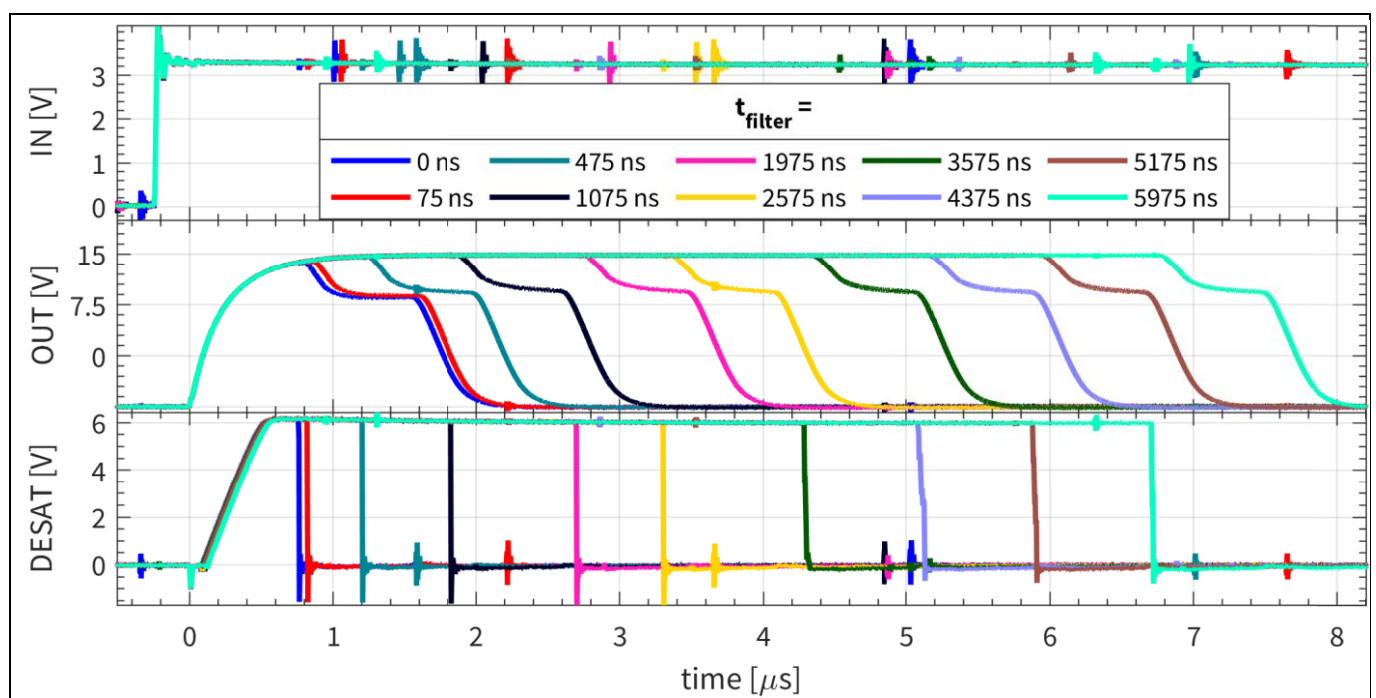 IN [V]
3
2
1
0
t_filter =
0 ns 475 ns 1975 ns 3575 ns 5175 ns
75 ns 1075 ns 2575 ns 4375 ns 5975 ns
OUT [V]
15
7.5
0
DESAT [V]
6
4
2
0
0 1 2 3 4 5 6 7 8
time [μs]